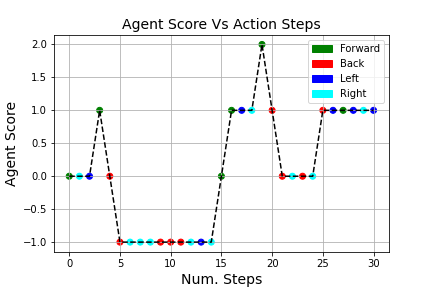 Agent Score Vs Action Steps
2.0
1.5
1.0
0.5
0.0
−0.5
−1.0
Agent Score
Forward
Back
Left
Right
0 5 10 15 20 25 30
Num. Steps